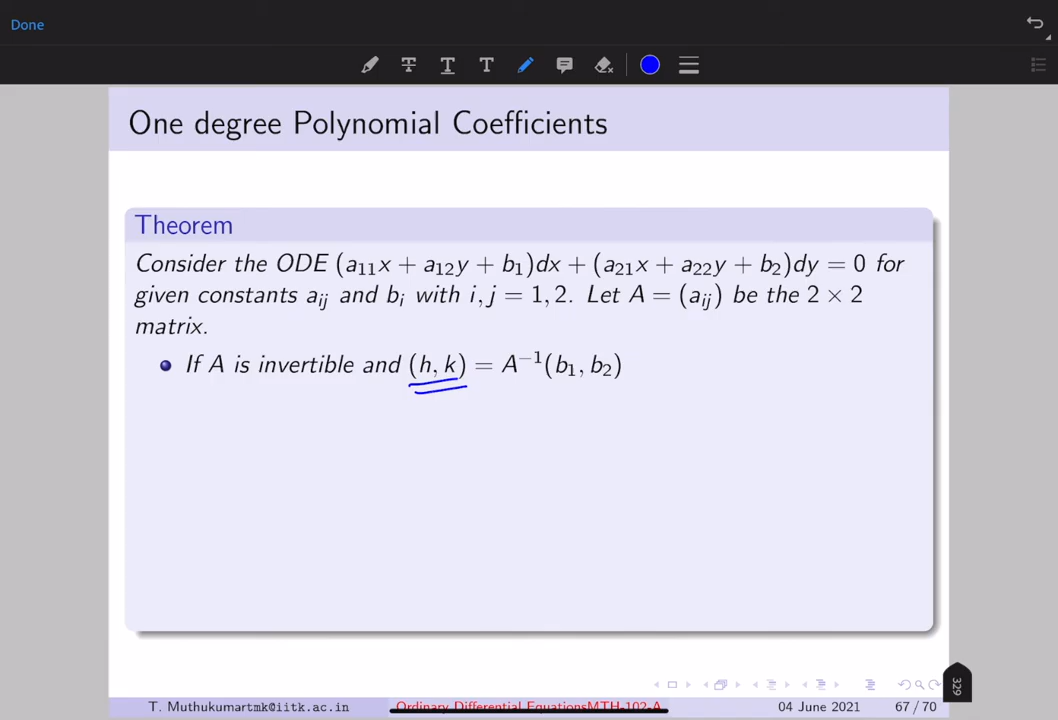 Done
One degree Polynomial Coefficients
Theorem
Consider the ODE (a₁₁x + a₁₂y + b₁)dx + (a₂₁x + a₂₂y + b₂)dy = 0 for
given constants aᵢⱼ and bᵢ with i, j = 1, 2. Let A = (aᵢⱼ) be the 2 × 2
matrix.
If A is invertible and (h, k) = A⁻¹(b₁, b₂)
329
T. Muthukumartmk@iitk.ac.in Ordinary Differential EquationsMTH-102-A 04 June 2021 67 / 70